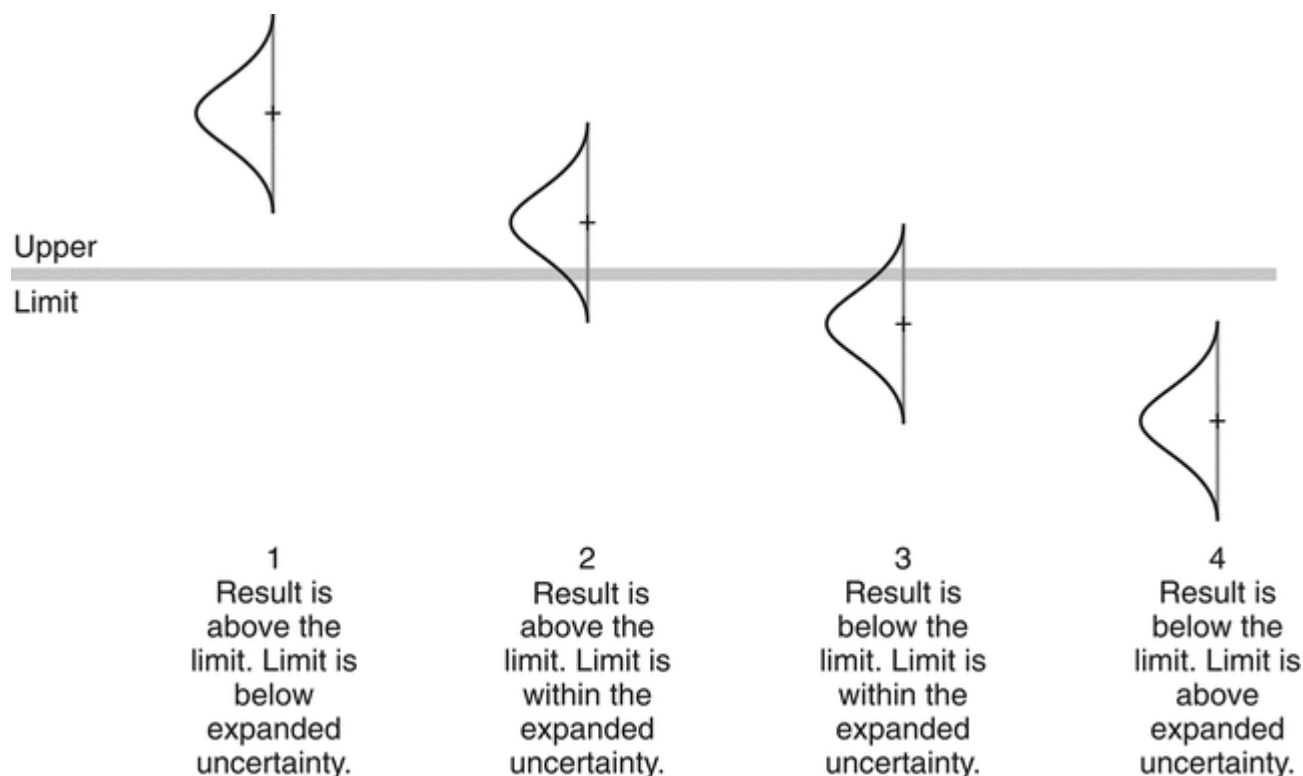 Upper
Limit
1
Result is
above the
limit. Limit is
below
expanded
uncertainty.
2
Result is
above the
limit. Limit is
within the
expanded
uncertainty.
3
Result is
below the
limit. Limit is
within the
expanded
uncertainty.
4
Result is
below the
limit. Limit is
above
expanded
uncertainty.